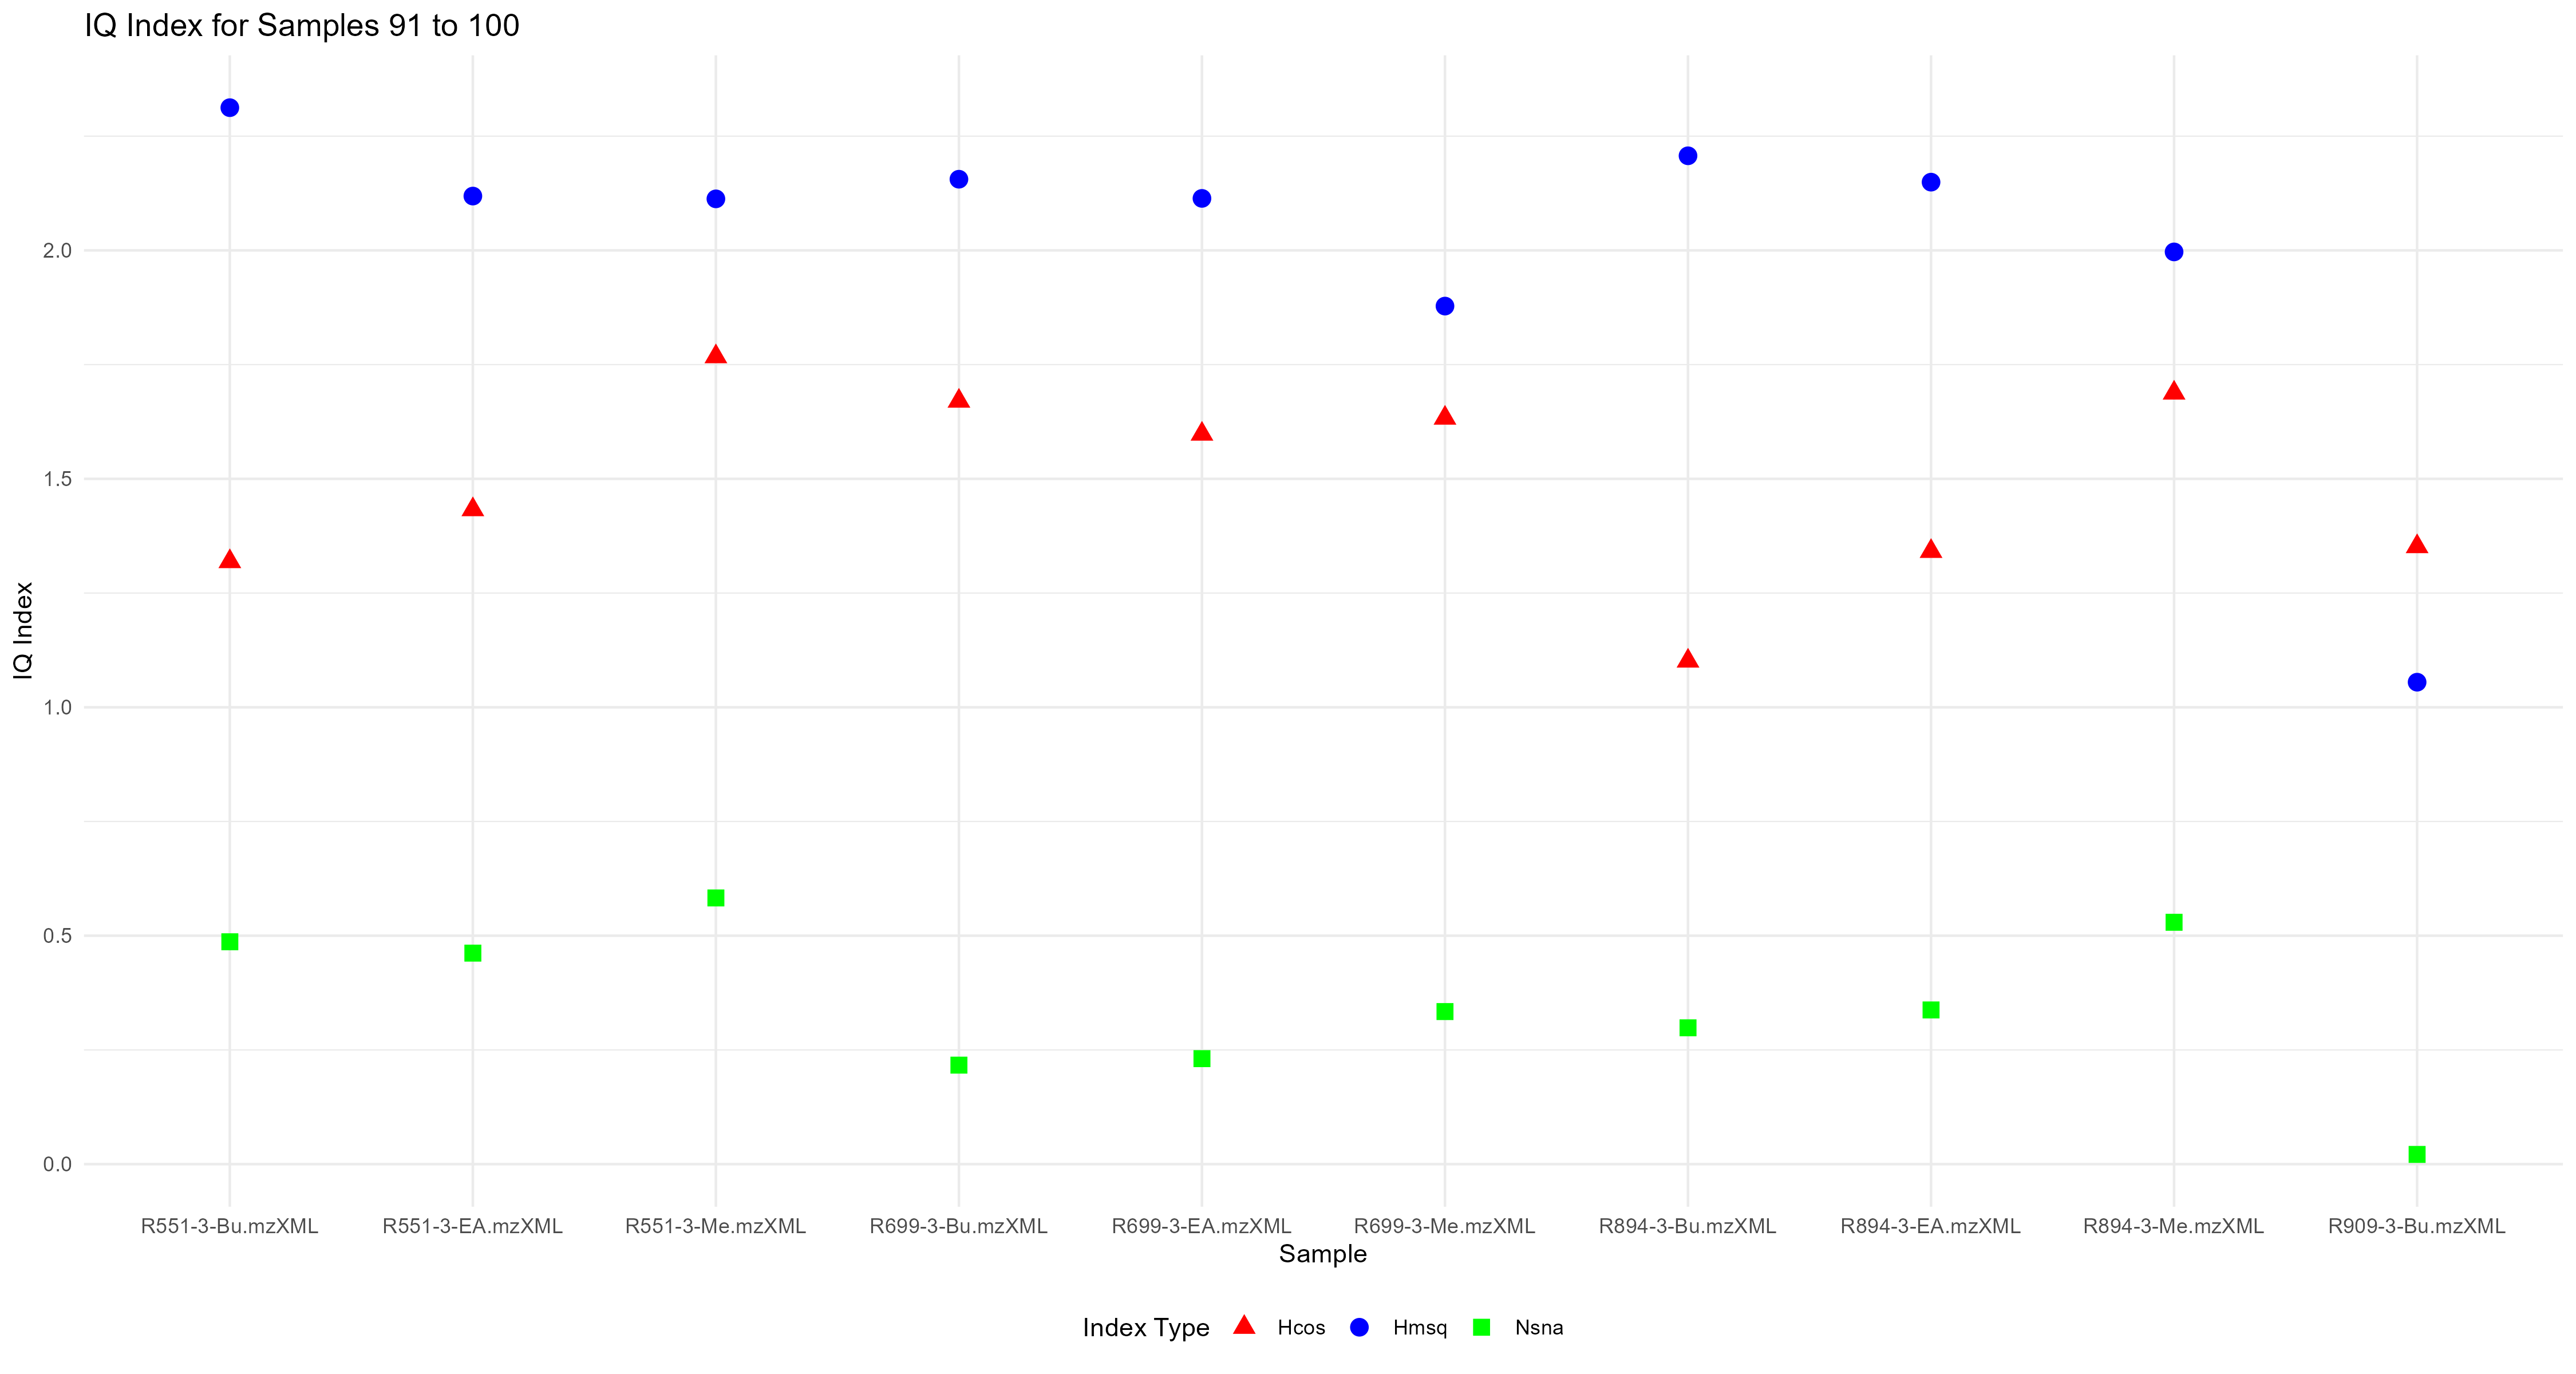 IQ Index for Samples 91 to 100
IQ Index
2.0
1.5
1.0
0.5
0.0
R551-3-Bu.mzXML R551-3-EA.mzXML R551-3-Me.mzXML R699-3-Bu.mzXML R699-3-EA.mzXML R699-3-Me.mzXML R894-3-Bu.mzXML R894-3-EA.mzXML R894-3-Me.mzXML R909-3-Bu.mzXML
Sample
Index Type Hcos Hmsq Nsna